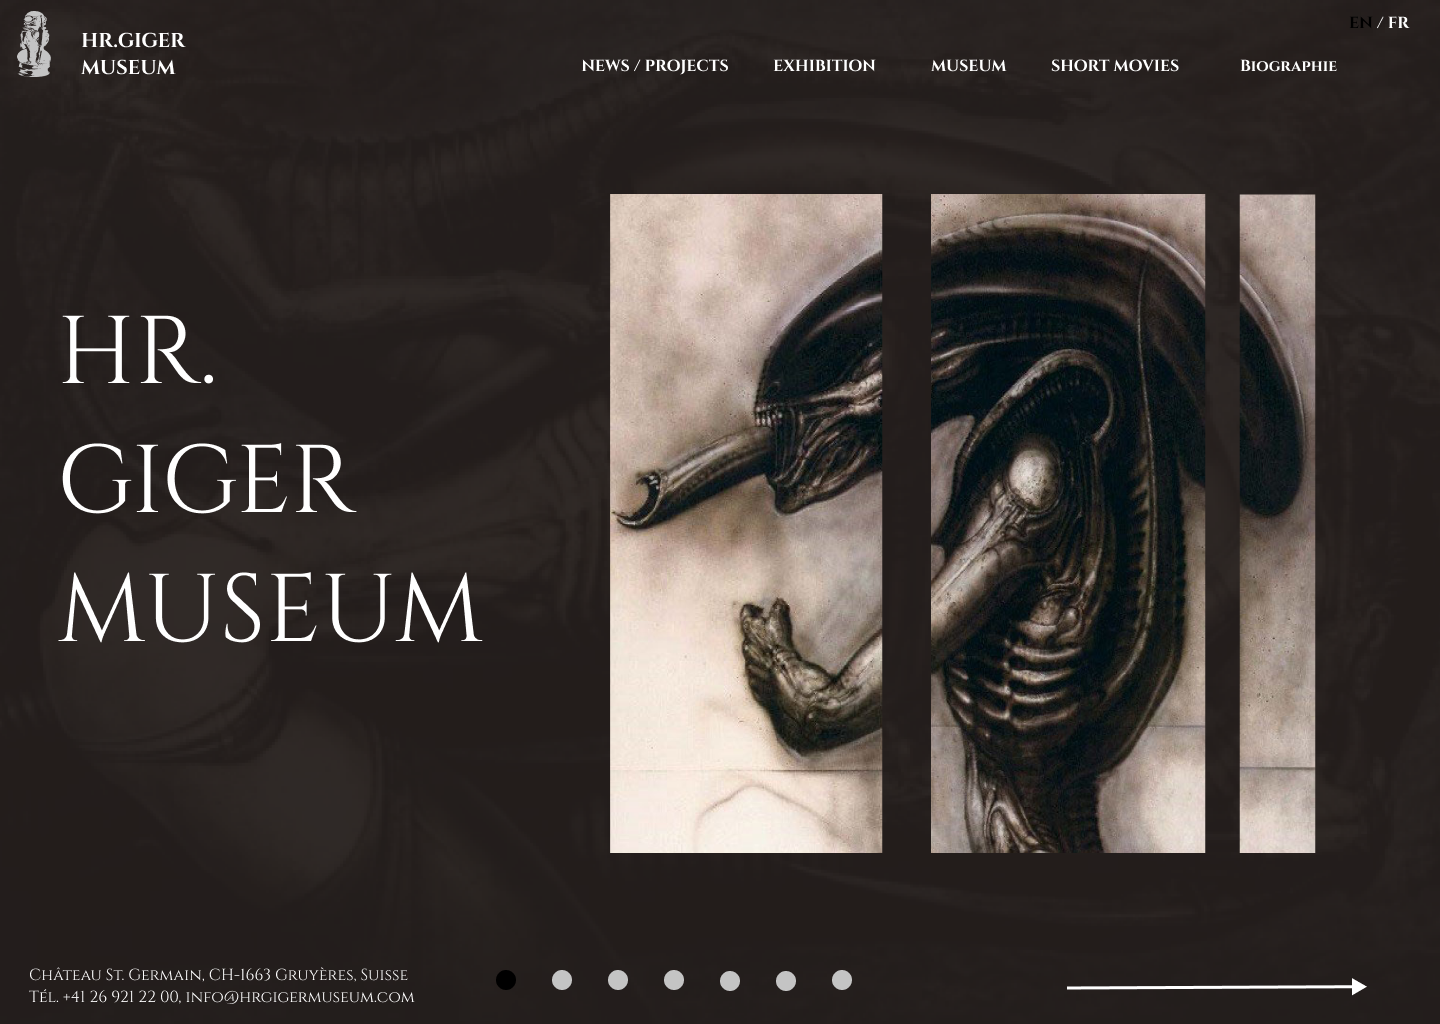 EN / FR
HR.GIGER
MUSEUM
NEWS / PROJECTS EXHIBITION MUSEUM SHORT MOVIES Biographie
HR.
GIGER
MUSEUM
Château St. Germain, CH-1663 Gruyères, Suisse
Tél. +41 26 921 22 00, info@hrgigermuseum.com